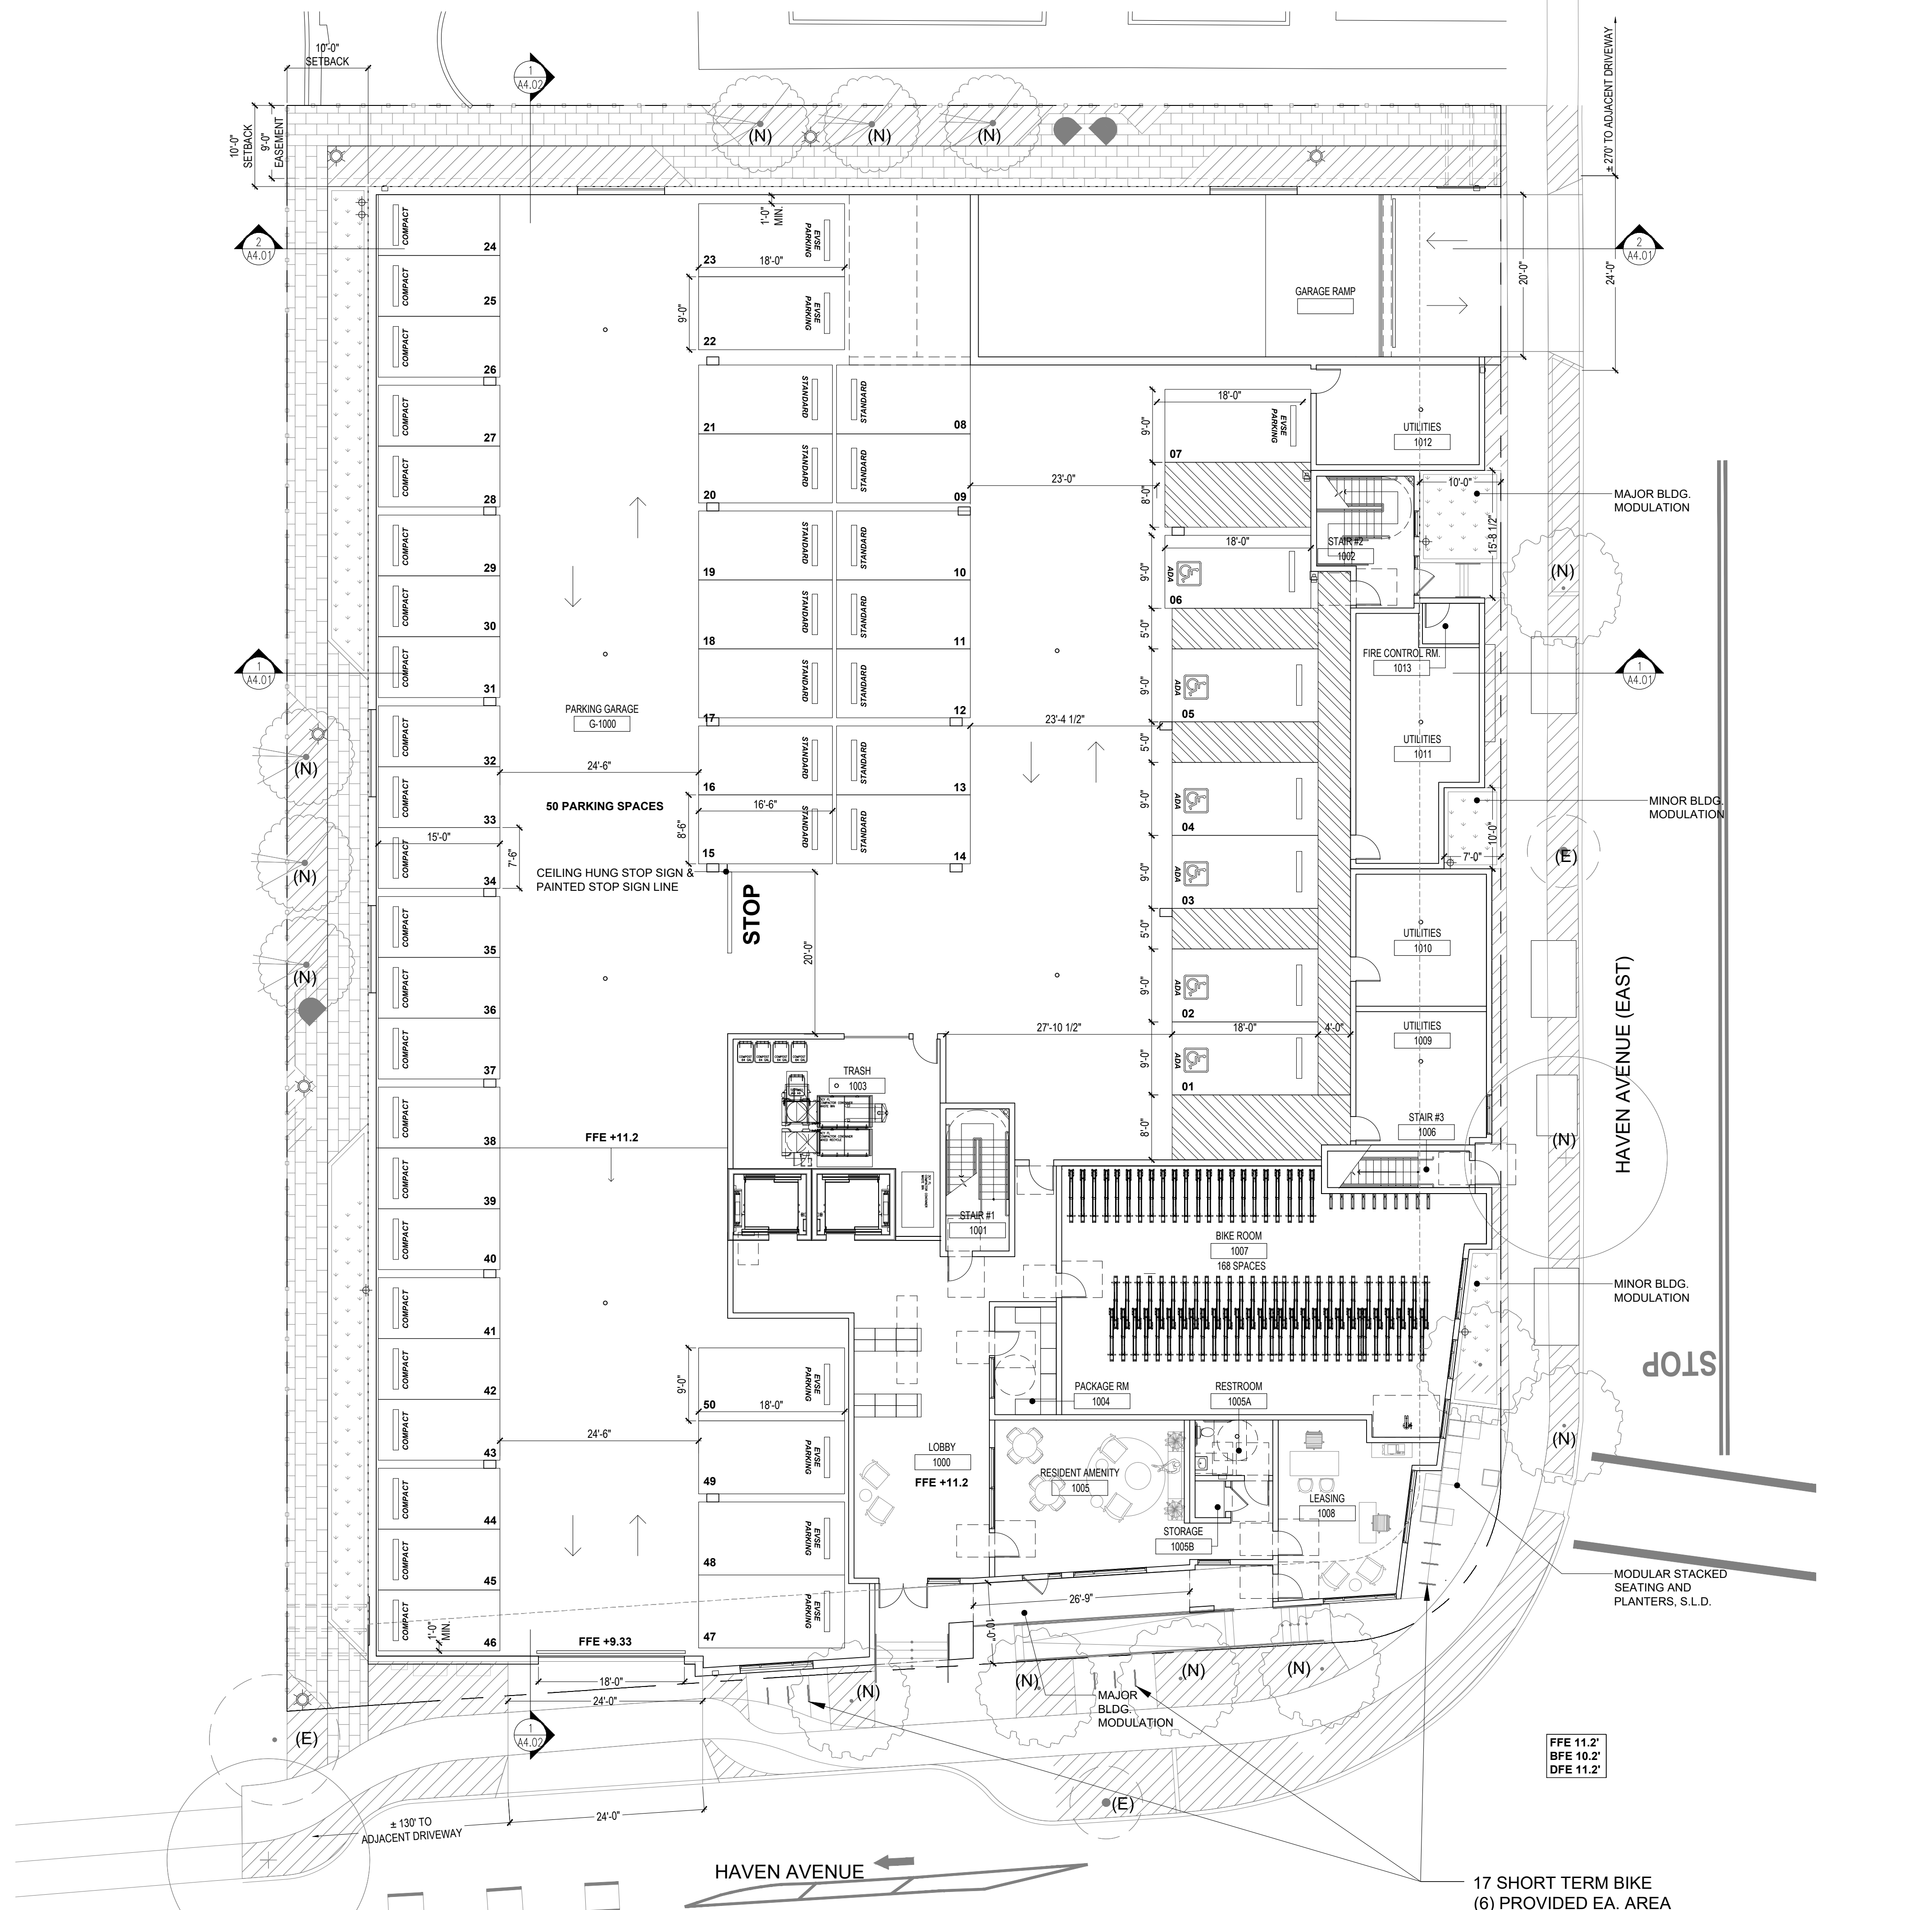 10'-0"
SETBACK
1
A4.02
10'-0"
SETBACK
9'-0"
EASEMENT
(N)
(N)
(N)
± 270' TO ADJACENT DRIVEWAY
2
A4.01
2
A4.01
COMPACT
24
COMPACT
25
COMPACT
26
COMPACT
27
COMPACT
28
COMPACT
29
COMPACT
30
COMPACT
31
COMPACT
32
COMPACT
33
COMPACT
34
COMPACT
35
COMPACT
36
COMPACT
37
COMPACT
38
COMPACT
39
COMPACT
40
COMPACT
41
COMPACT
42
COMPACT
43
COMPACT
44
COMPACT
45
COMPACT
46
1'-0"
MIN.
15'-0"
7'-6"
1'-0"
MIN.
EVSE
PARKING
23
18'-0"
9'-0"
EVSE
PARKING
22
STANDARD
21
STANDARD
20
STANDARD
19
STANDARD
18
STANDARD
17
STANDARD
16
16'-6"
8'-6"
STANDARD
15
STANDARD
08
STANDARD
09
STANDARD
10
STANDARD
11
STANDARD
12
STANDARD
13
STANDARD
14
GARAGE RAMP
20'-0"
24'-0"
18'-0"
9'-0"
EVSE
PARKING
07
8'-0"
23'-0"
18'-0"
9'-0"
ADA
06
5'-0"
9'-0"
ADA
05
23'-4 1/2"
5'-0"
9'-0"
ADA
04
9'-0"
ADA
03
5'-0"
9'-0"
ADA
02
27'-10 1/2"
18'-0"
4'-0"
9'-0"
ADA
01
8'-0"
UTILITIES
1012
10'-0"
15'-8 1/2"
MAJOR BLDG.
MODULATION
STAIR #2
1002
(N)
FIRE CONTROL RM.
1013
1
A4.01
1
A4.01
UTILITIES
1011
MINOR BLDG.
MODULATION
10'-0"
7'-0"
(E)
UTILITIES
1010
UTILITIES
1009
STAIR #3
1006
HAVEN AVENUE (EAST)
(N)
PARKING GARAGE
G-1000
24'-6"
50 PARKING SPACES
CEILING HUNG STOP SIGN &
PAINTED STOP SIGN LINE
STOP
20'-0"
(N)
(N)
(N)
TRASH
1003
FFE +11.2
STAIR #1
1001
BIKE ROOM
1007
168 SPACES
MINOR BLDG.
MODULATION
STOP
PACKAGE RM
1004
RESTROOM
1005A
9'-0"
EVSE
PARKING
50
18'-0"
24'-6"
EVSE
PARKING
49
EVSE
PARKING
48
EVSE
PARKING
47
LOBBY
1000
FFE +11.2
RESIDENT AMENITY
1005
LEASING
1008
STORAGE
1005B
(N)
MODULAR STACKED
SEATING AND
PLANTERS, S.L.D.
26'-9"
10'-0"
FFE +9.33
18'-0"
24'-0"
1
A4.02
(E)
(N)
(N)
(N)
(N)
MAJOR
BLDG.
MODULATION
FFE 11.2'
BFE 10.2'
DFE 11.2'
(E)
± 130' TO
ADJACENT DRIVEWAY
24'-0"
HAVEN AVENUE
17 SHORT TERM BIKE
(6) PROVIDED EA. AREA